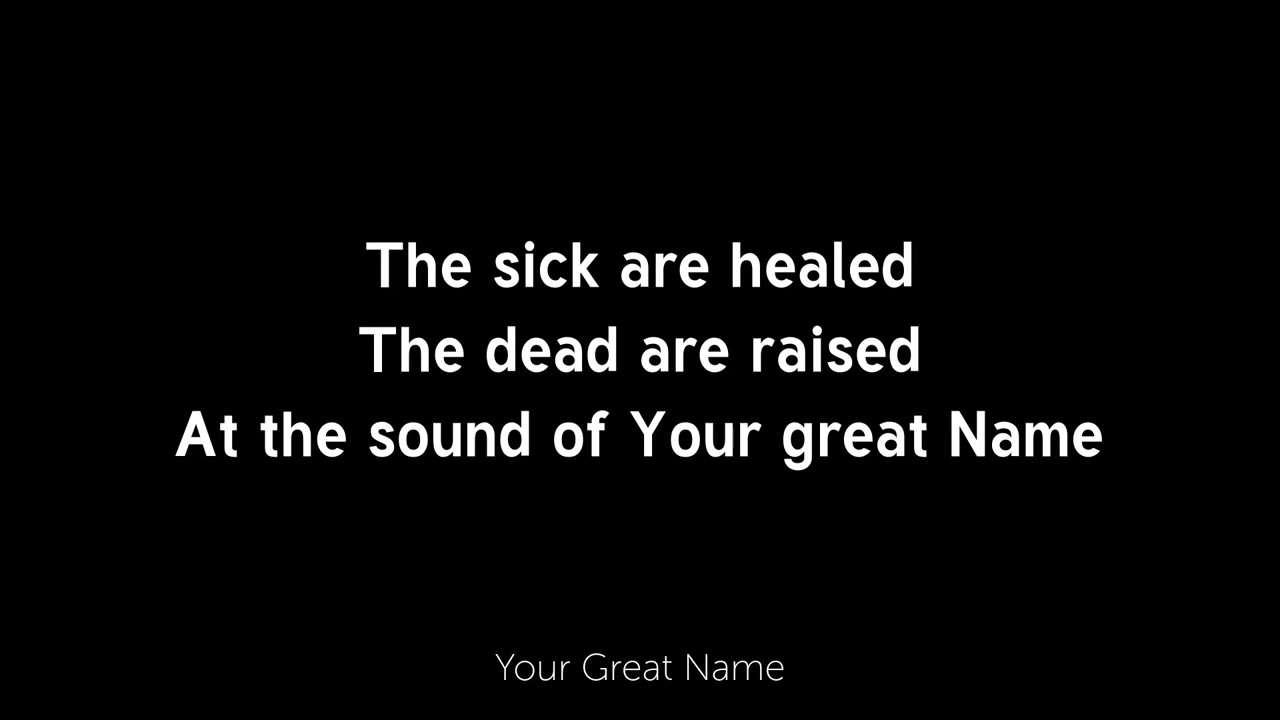 The sick are healed
The dead are raised
At the sound of Your great Name
Your Great Name